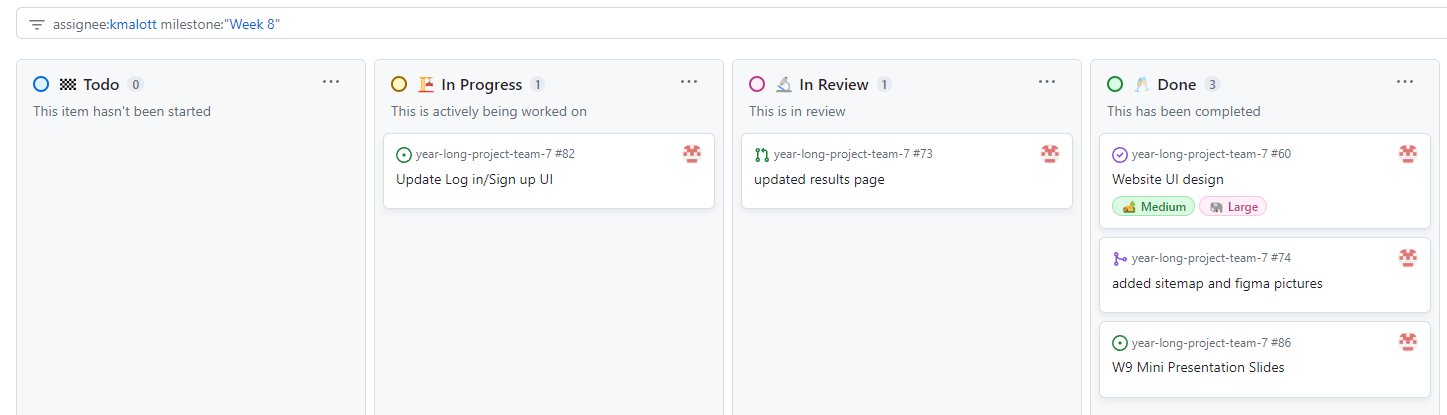 assignee:kmalott milestone:"Week 8"
Todo 0
This item hasn't been started
In Progress 1
This is actively being worked on
year-long-project-team-7 #82
Update Log in/Sign up UI
In Review 1
This is in review
year-long-project-team-7 #73
updated results page
Done 3
This has been completed
year-long-project-team-7 #60
Website UI design
Medium Large
year-long-project-team-7 #74
added sitemap and figma pictures
year-long-project-team-7 #86
W9 Mini Presentation Slides